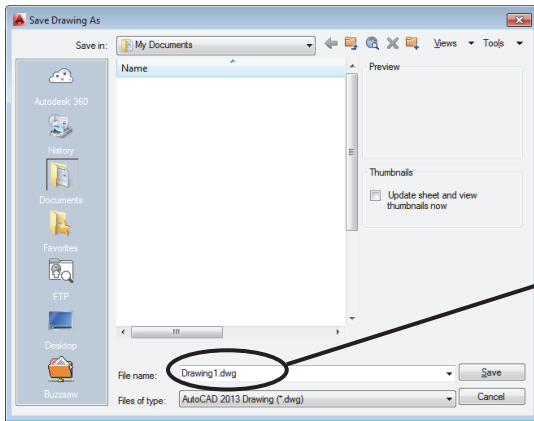 Save Drawing As
Save in: My Documents Views Tools
Name
Preview
Autodesk 360
History
Thumbnails
Update sheet and view
thumbnails now
Documents
Favorites
FTP
Desktop
Buzzsaw
File name: Drawing1.dwg Save
Files of type: AutoCAD 2013 Drawing (*.dwg) Cancel